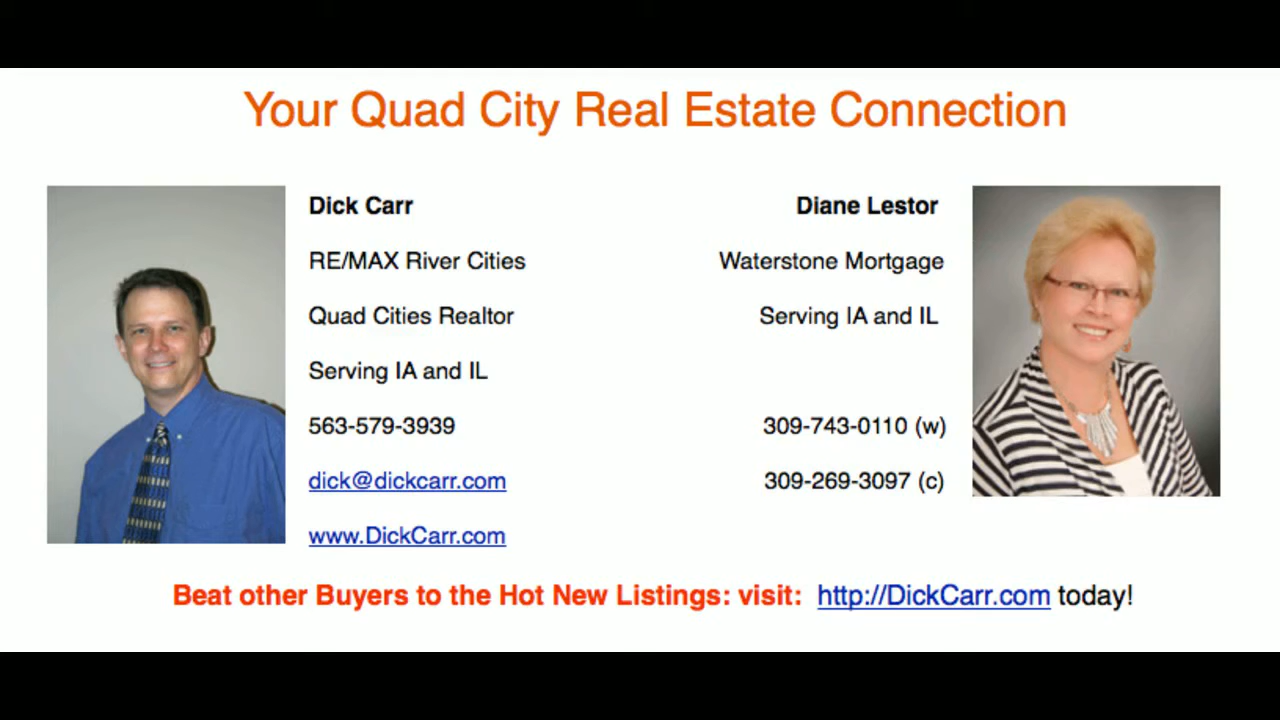 Your Quad City Real Estate Connection
Dick Carr
RE/MAX River Cities
Quad Cities Realtor
Serving IA and IL
563-579-3939
dick@dickcarr.com
www.DickCarr.com
Diane Lestor
Waterstone Mortgage
Serving IA and IL
309-743-0110 (w)
309-269-3097 (c)
Beat other Buyers to the Hot New Listings: visit: http://DickCarr.com today!